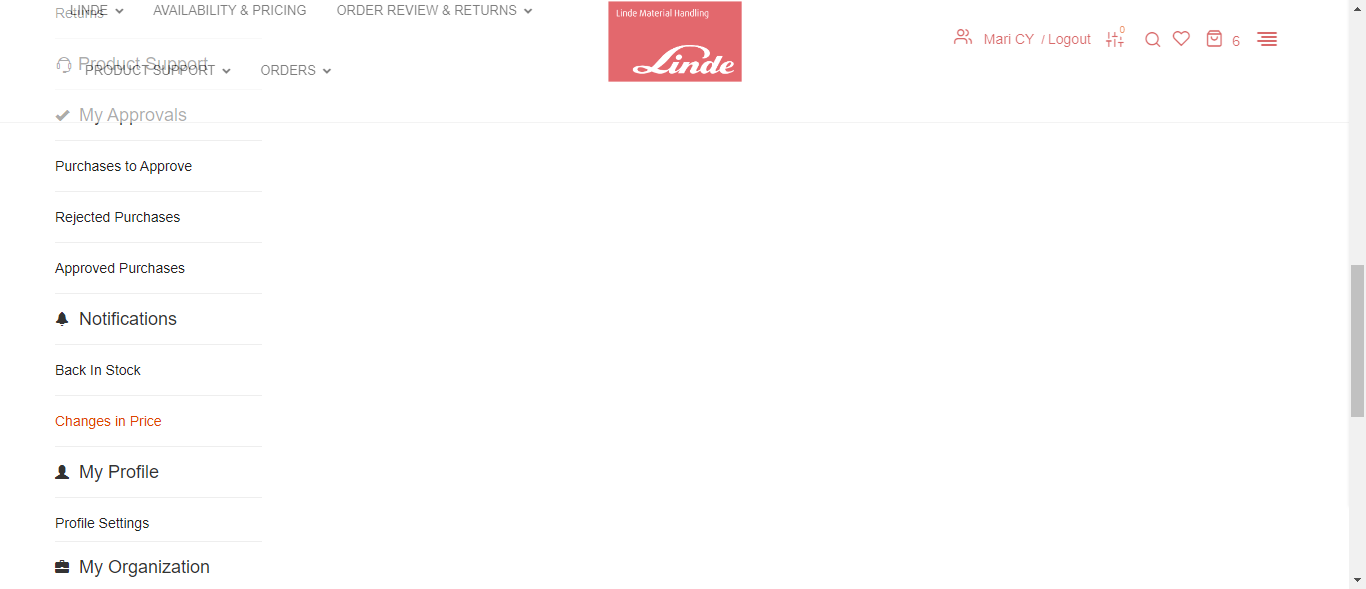 LINDE
AVAILABILITY & PRICING
ORDER REVIEW & RETURNS
Returns
PRODUCT SUPPORT
ORDERS
Linde Material Handling
Linde
Mari CY / Logout
0
6
Product Support
My Approvals
Purchases to Approve
Rejected Purchases
Approved Purchases
Notifications
Back In Stock
Changes in Price
My Profile
Profile Settings
My Organization